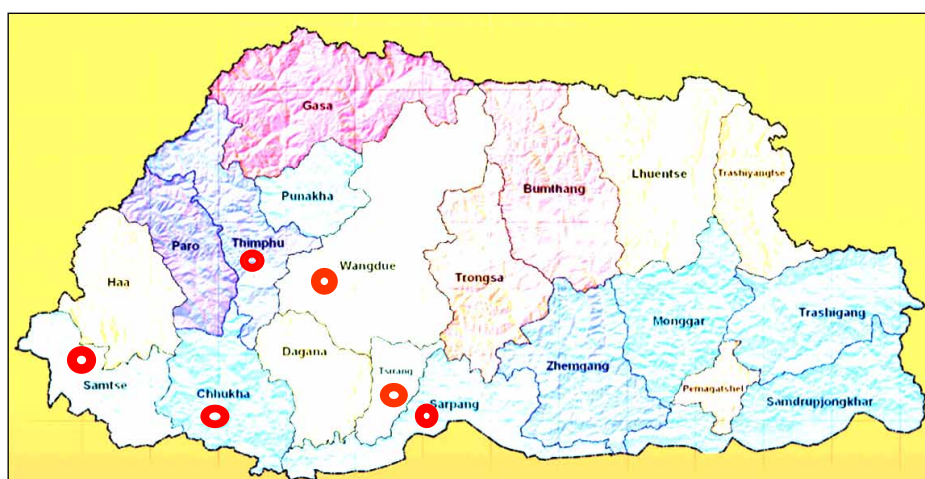 Gasa
Punakha
Bumthang
Lhuentse
Trashiyangtse
Paro
Thimphu
Wangdue
Haa
Trongsa
Monggar
Trashigang
Dagana
Tsirang
Zhemgang
Samtse
Chhukha
Sarpang
Pemagatshel
Samdrupjongkhar